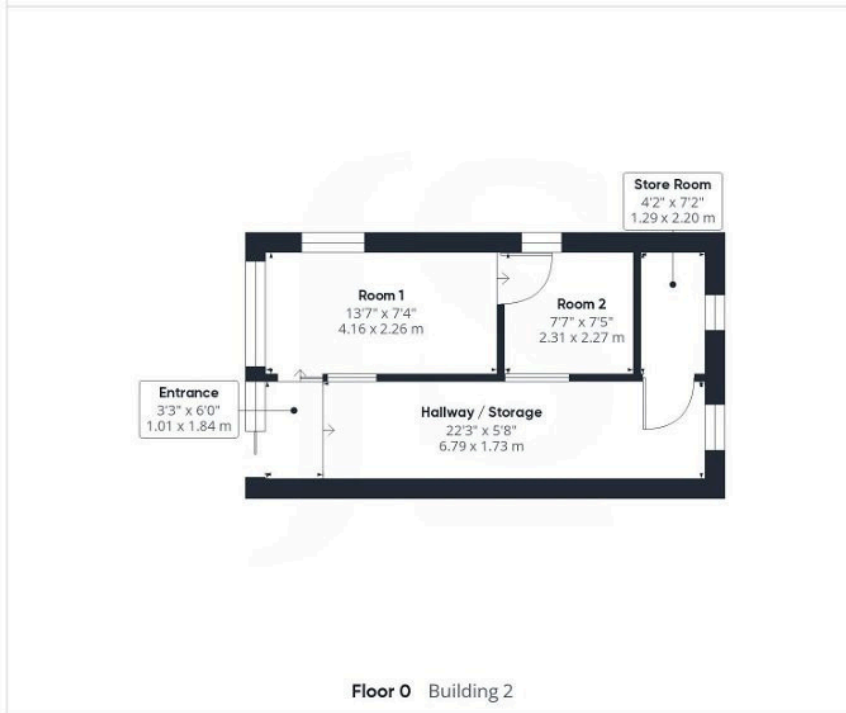 Store Room
4'2" x 7'2"
1.29 x 2.20 m
Room 1
13'7" x 7'4"
4.16 x 2.26 m
Room 2
7'7" x 7'5"
2.31 x 2.27 m
Entrance
3'3" x 6'0"
1.01 x 1.84 m
Hallway / Storage
22'3" x 5'8"
6.79 x 1.73 m
Floor 0 Building 2